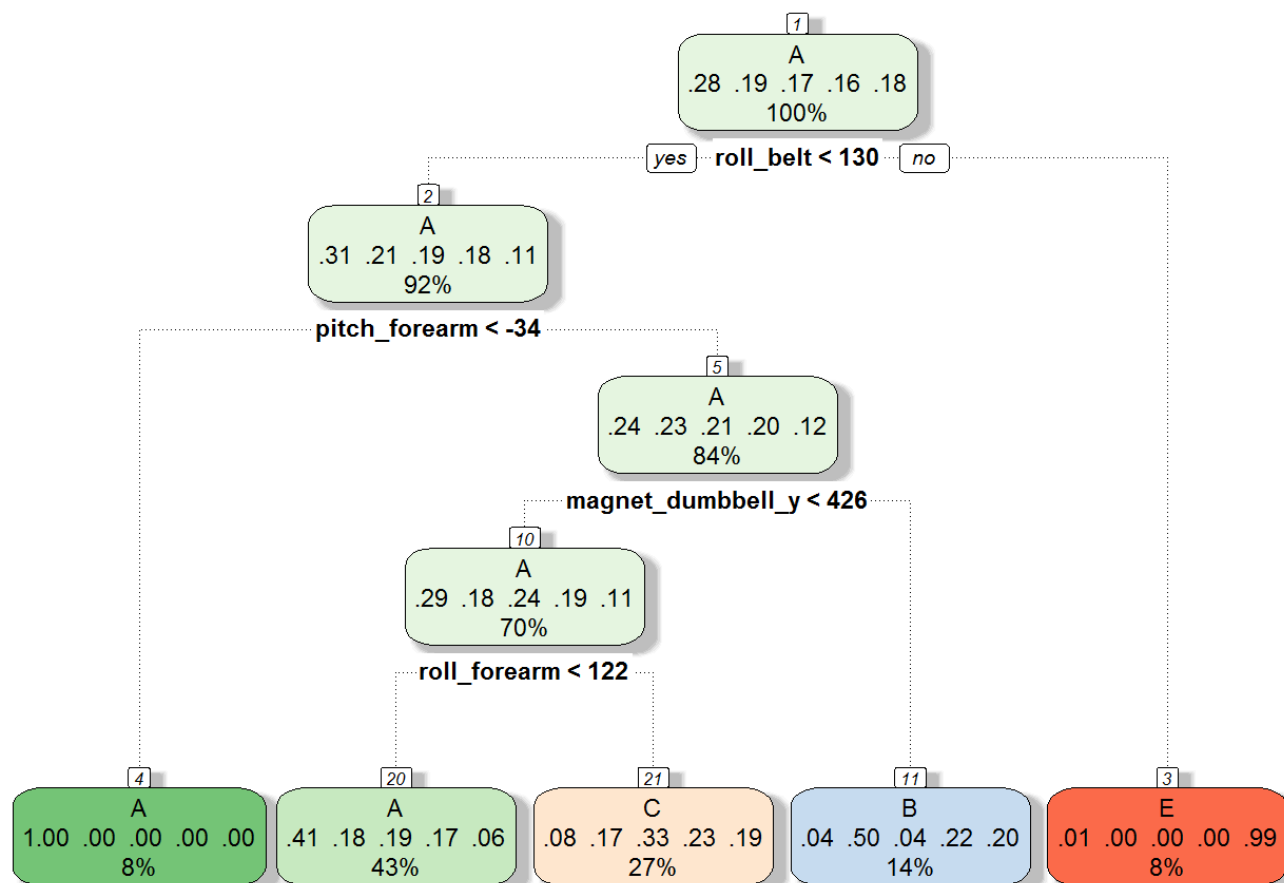 1
A
.28 .19 .17 .16 .18
100%
yes roll_belt < 130 no
2
A
.31 .21 .19 .18 .11
92%
pitch_forearm < -34
5
A
.24 .23 .21 .20 .12
84%
magnet_dumbbell_y < 426
10
A
.29 .18 .24 .19 .11
70%
roll_forearm < 122
4
A
1.00 .00 .00 .00 .00
8%
20
A
.41 .18 .19 .17 .06
43%
21
C
.08 .17 .33 .23 .19
27%
11
B
.04 .50 .04 .22 .20
14%
3
E
.01 .00 .00 .00 .99
8%